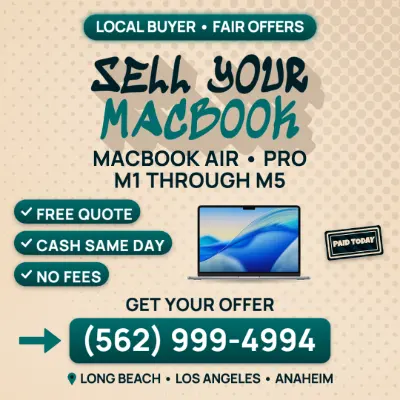 LOCAL BUYER • FAIR OFFERS
SELL YOUR
MACBOOK
MACBOOK AIR • PRO
M1 THROUGH M5
FREE QUOTE
CASH SAME DAY
NO FEES
PAID TODAY
GET YOUR OFFER
(562) 999-4994
LONG BEACH • LOS ANGELES • ANAHEIM